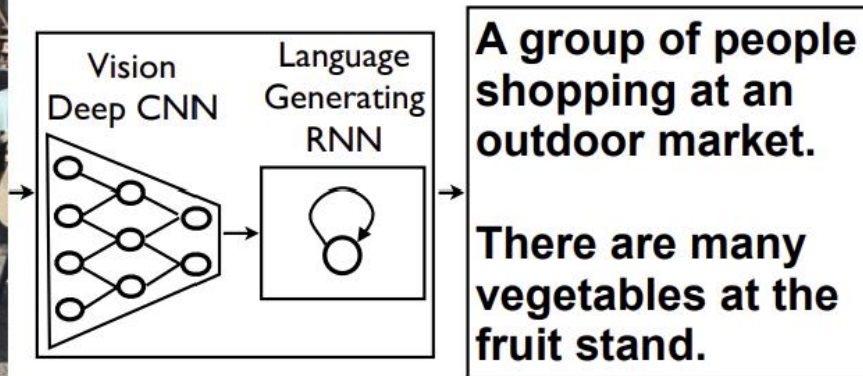 Vision
Deep CNN
Language
Generating
RNN
A group of people
shopping at an
outdoor market.
There are many
vegetables at the
fruit stand.